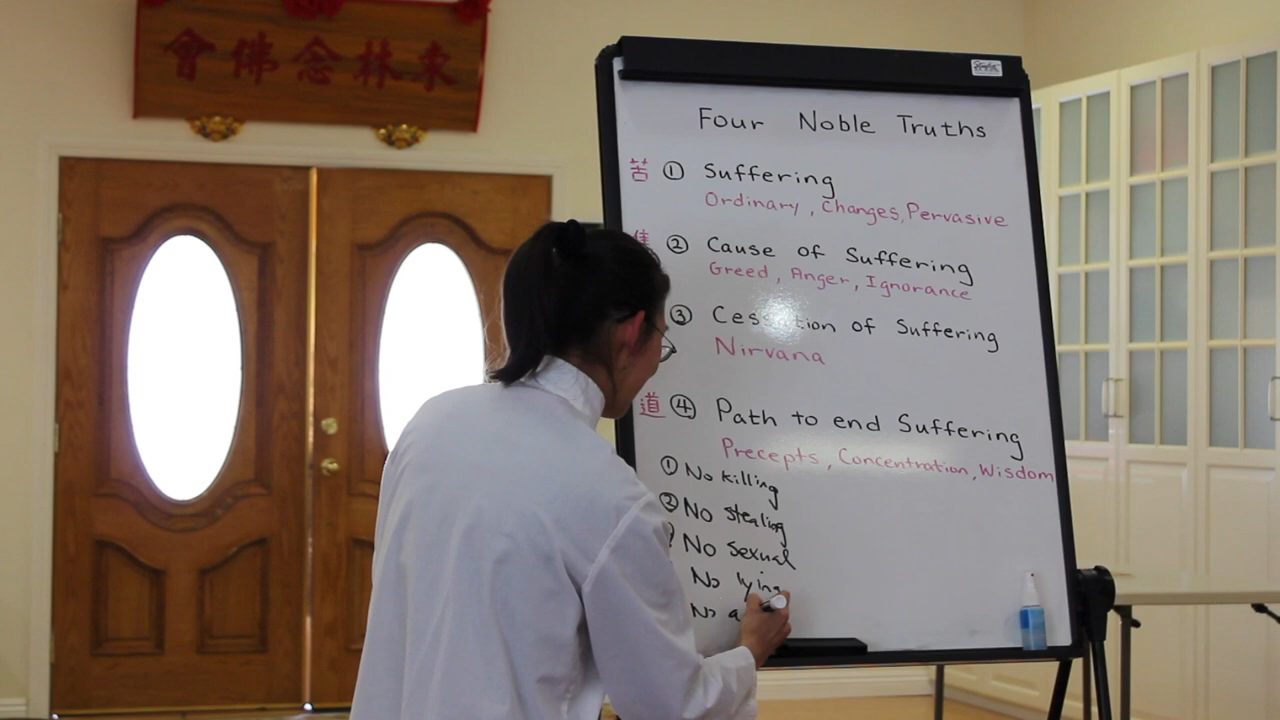 會佛念林東
Four Noble Truths
苦 ① Suffering
Ordinary, Changes, Pervasive
② Cause of Suffering
Greed, Anger, Ignorance
③ Cessation of Suffering
Nirvana
道 ④ Path to end Suffering
Precepts, Concentration, Wisdom
① No killing
② No stealing
No sexual
No lying
No a